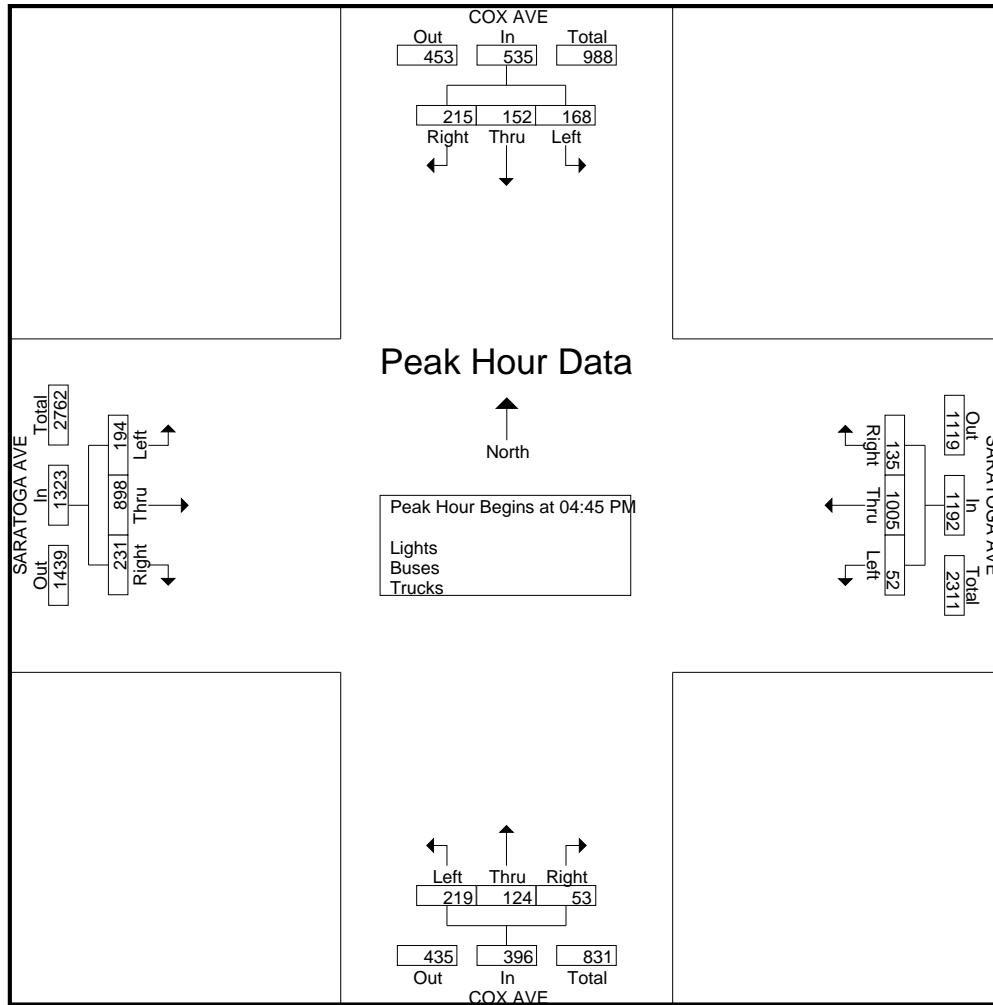 COX AVE
Out In Total
453 535 988
215 152 168
Right Thru Left
Peak Hour Data
North
Peak Hour Begins at 04:45 PM
Lights
Buses
Trucks
SARATOGA AVE
Out In Total
1439 1323 2762
194 898 231
Left Thru Right
SARATOGA AVE
Out In Total
1119 1192 2311
135 1005 52
Right Thru Left
Left Thru Right
219 124 53
435 396 831
Out In Total
COX AVE